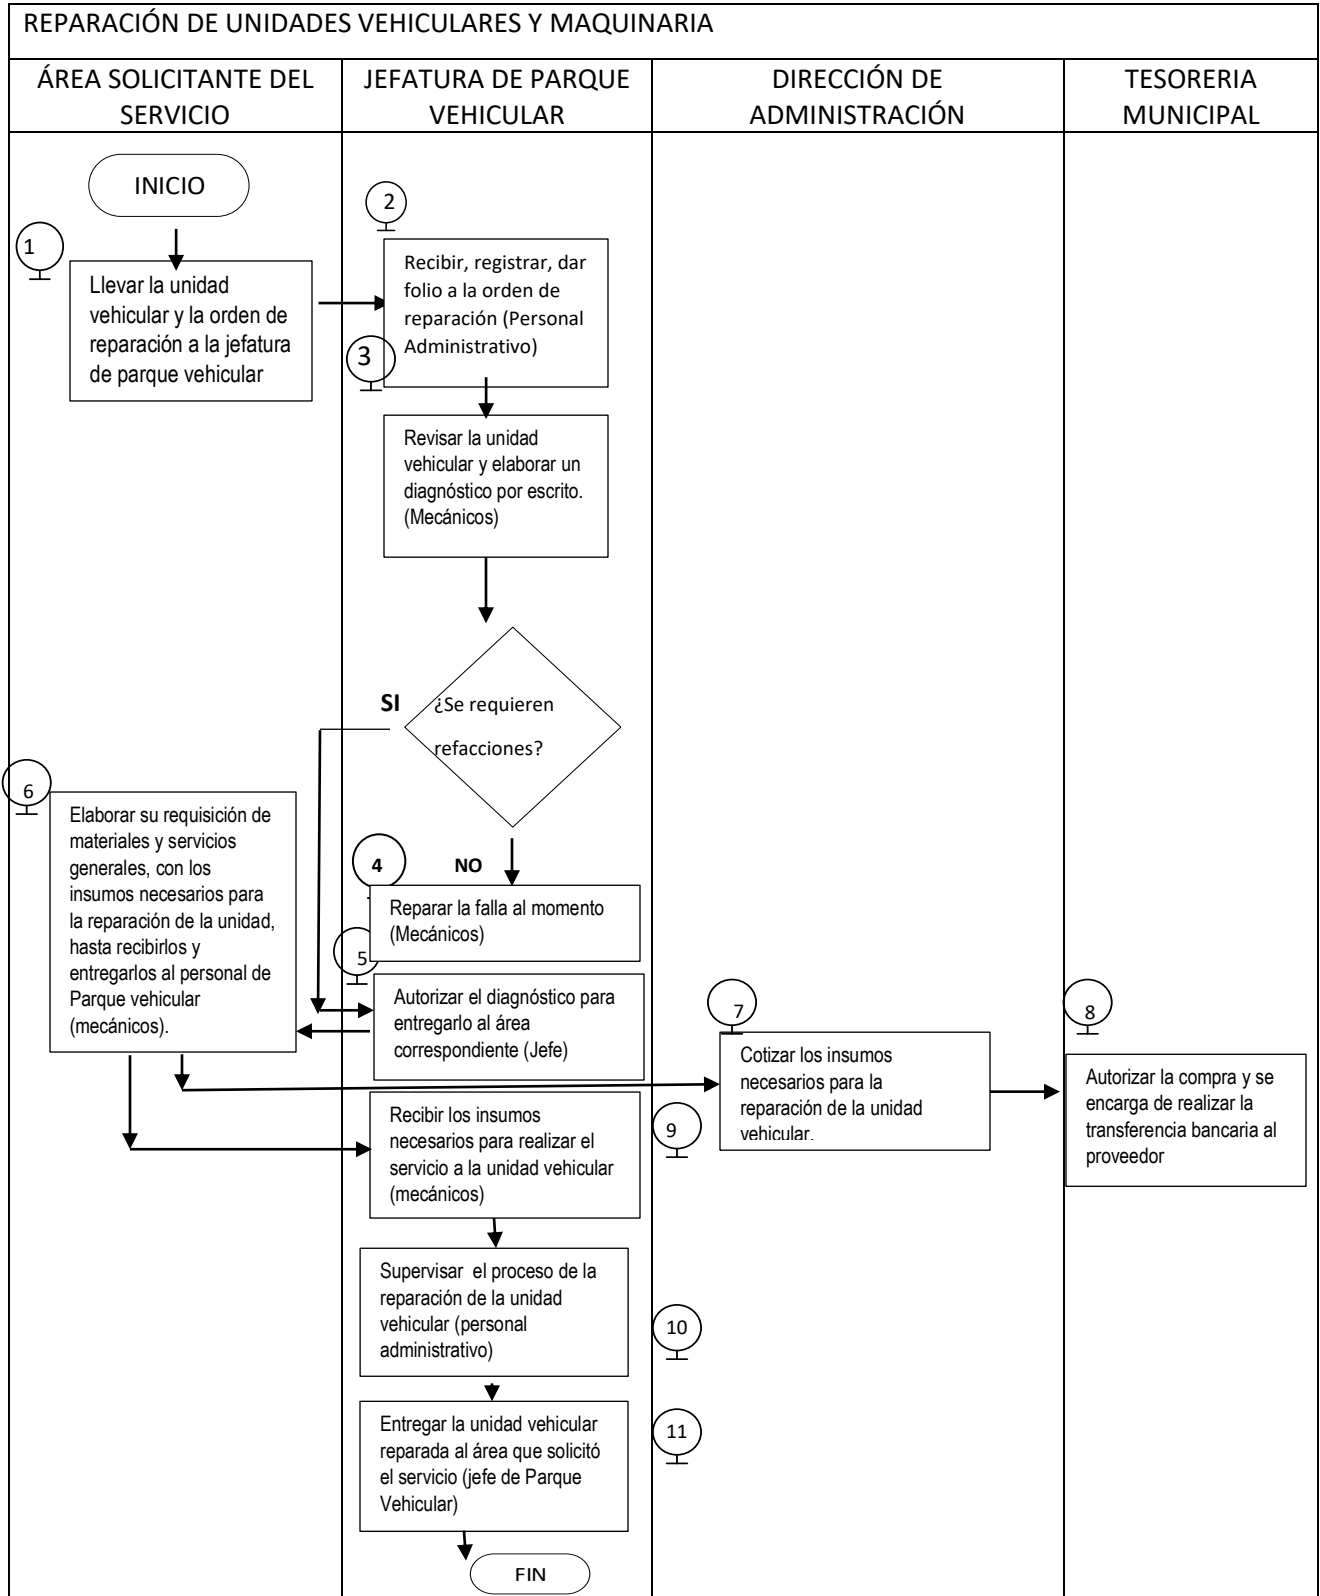 REPARACIÓN DE UNIDADES VEHICULARES Y MAQUINARIA
ÁREA SOLICITANTE DEL
SERVICIO
JEFATURA DE PARQUE
VEHICULAR
DIRECCIÓN DE
ADMINISTRACIÓN
TESORERIA
MUNICIPAL
INICIO
1
Llevar la unidad
vehicular y la orden de
reparación a la jefatura
de parque vehicular
2
Recibir, registrar, dar
folio a la orden de
reparación (Personal
Administrativo)
3
Revisar la unidad
vehicular y elaborar un
diagnóstico por escrito.
(Mecánicos)
SI
¿Se requieren
refacciones?
4
NO
Reparar la falla al momento
(Mecánicos)
5
Autorizar el diagnóstico para
entregarlo al área
correspondiente (Jefe)
6
Elaborar su requisición de
materiales y servicios
generales, con los
insumos necesarios para
la reparación de la unidad,
hasta recibirlos y
entregarlos al personal de
Parque vehicular
(mecánicos).
7
Cotizar los insumos
necesarios para la
reparación de la unidad
vehicular.
8
Autorizar la compra y se
encarga de realizar la
transferencia bancaria al
proveedor
9
Recibir los insumos
necesarios para realizar el
servicio a la unidad vehicular
(mecánicos)
10
Supervisar el proceso de la
reparación de la unidad
vehicular (personal
administrativo)
11
Entregar la unidad vehicular
reparada al área que solicitó
el servicio (jefe de Parque
Vehicular)
FIN